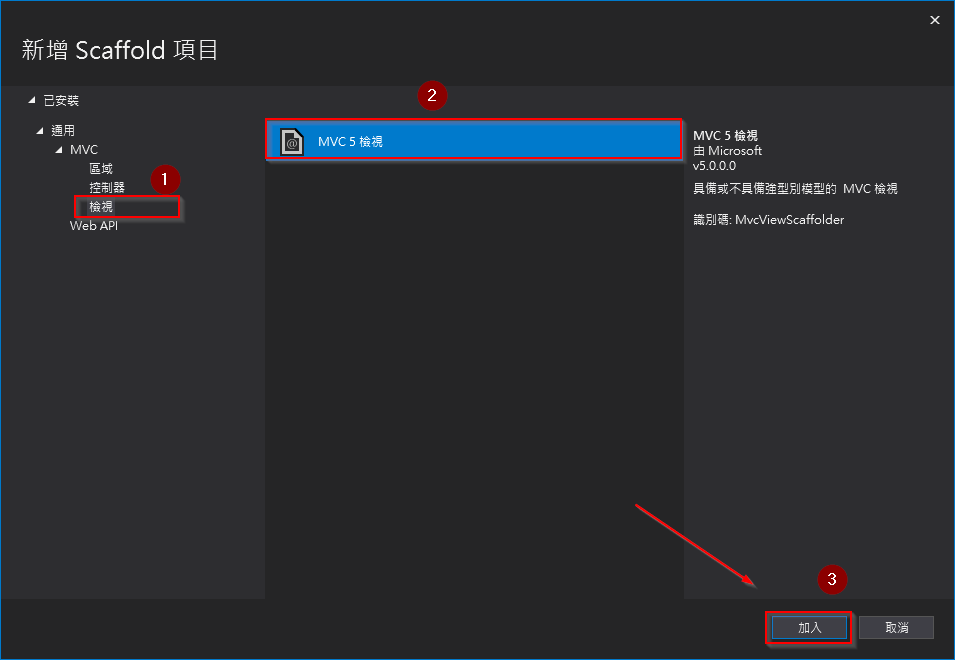 新增 Scaffold 項目
已安裝
通用
MVC
區域
控制器
檢視
Web API
1
2
MVC 5 檢視
MVC 5 檢視
由 Microsoft
v5.0.0.0
具備或不具備強型別模型的 MVC 檢視
識別碼: MvcViewScaffolder
3
加入
取消